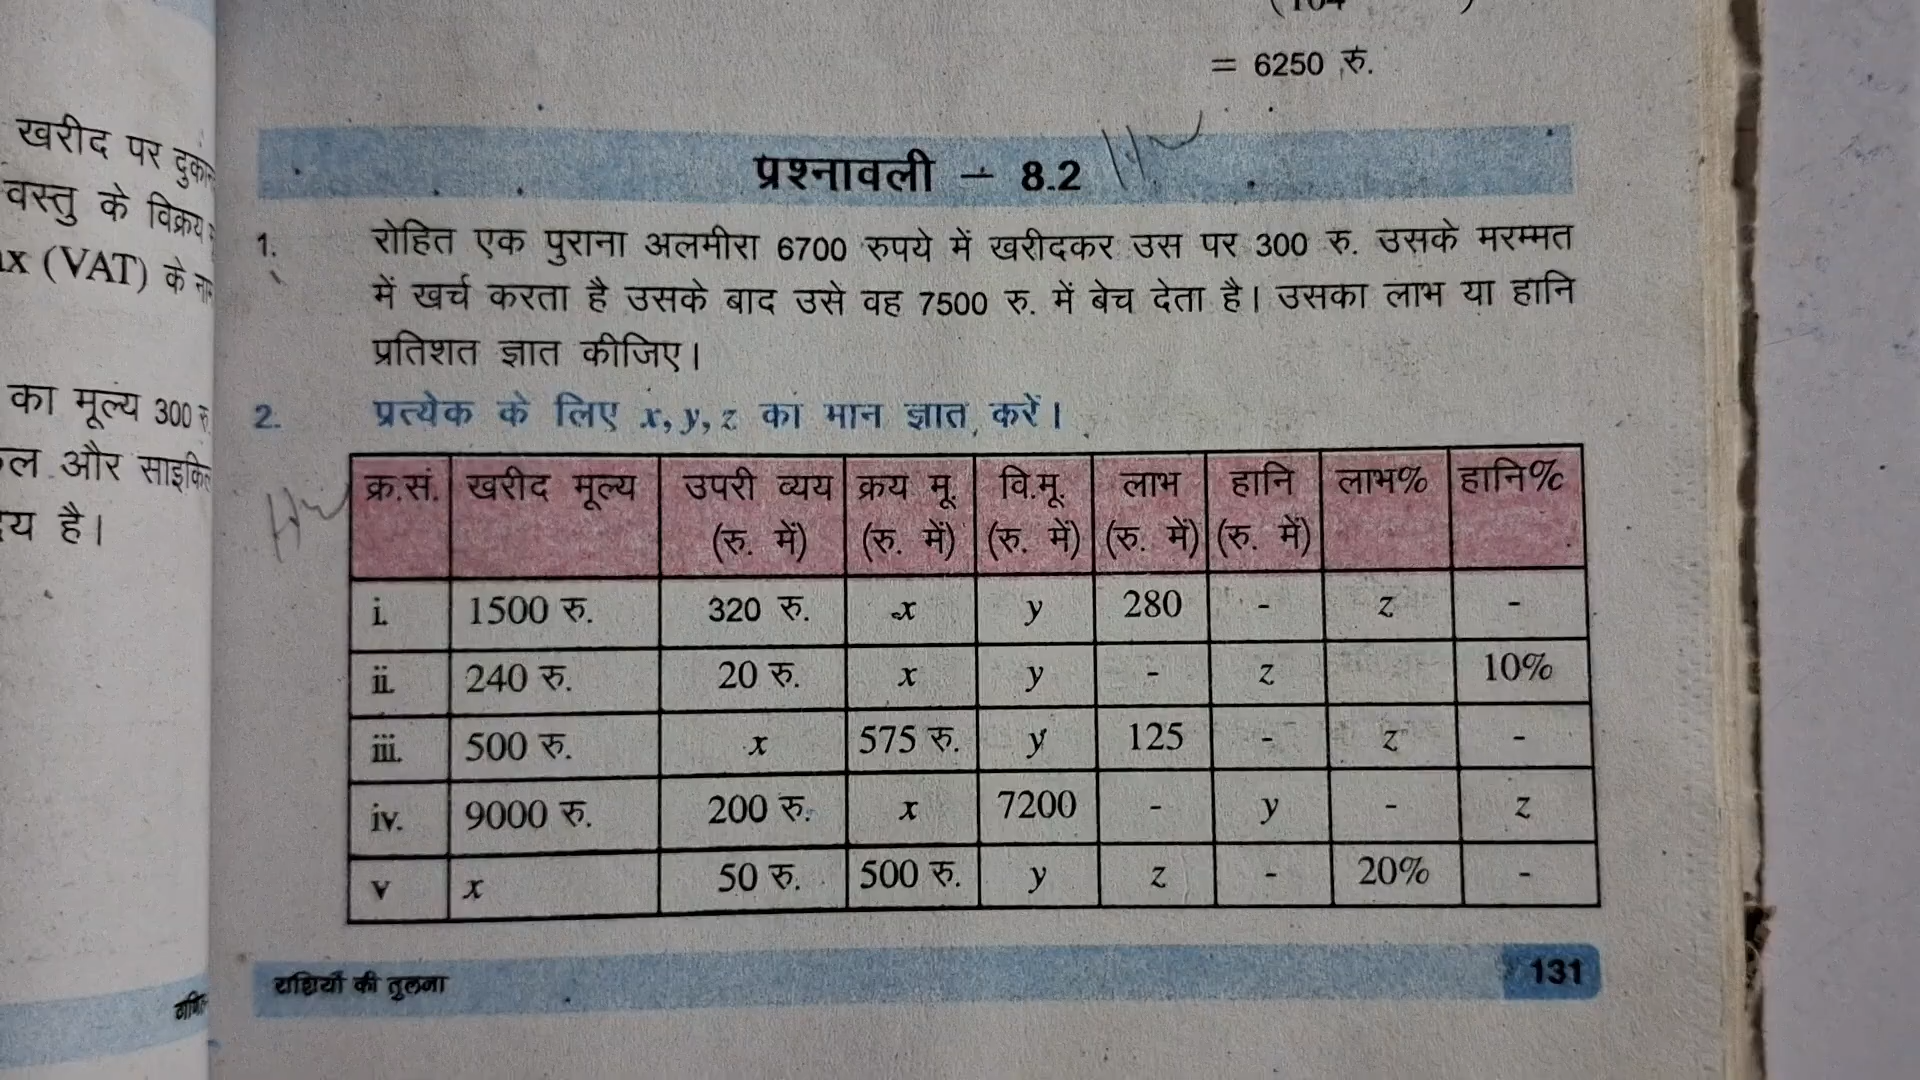 = 6250 रु.
खरीद पर
वस्तु के विक्रय
(VAT) के
का मूल्य 300 रु.
और
है।
प्रश्नावली – 8.2
1. रोहित एक पुराना अलमीरा 6700 रुपये में खरीदकर उस पर 300 रु. उसके मरम्मत
में खर्च करता है उसके बाद उसे वह 7500 रु. में बेच देता है। उसका लाभ या हानि
प्रतिशत ज्ञात कीजिए।
2. प्रत्येक के लिए x, y, z का मान ज्ञात करें।
क्र.सं. खरीद मूल्य उपरी व्यय क्रय मू. वि.मू. लाभ हानि लाभ% हानि%
(रु. में) (रु. में) (रु. में) (रु. में) (रु. में)
i. 1500 रु. 320 रु. x y 280 - z -
ii. 240 रु. 20 रु. x y - z 10%
iii. 500 रु. x 575 रु. y 125 - z -
iv. 9000 रु. 200 रु. x 7200 - y - z
v x 50 रु. 500 रु. y z - 20% -
राशियों की तुलना 131